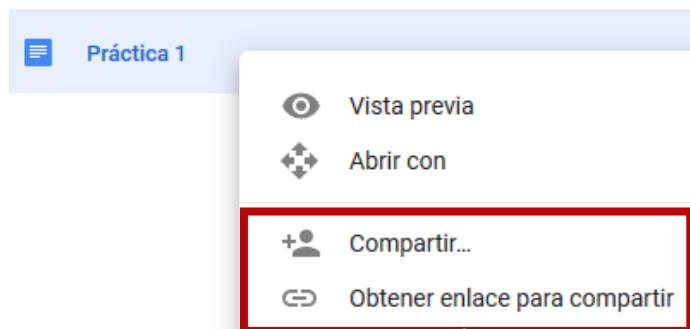 Práctica 1
Vista previa
Abrir con
Compartir...
Obtener enlace para compartir